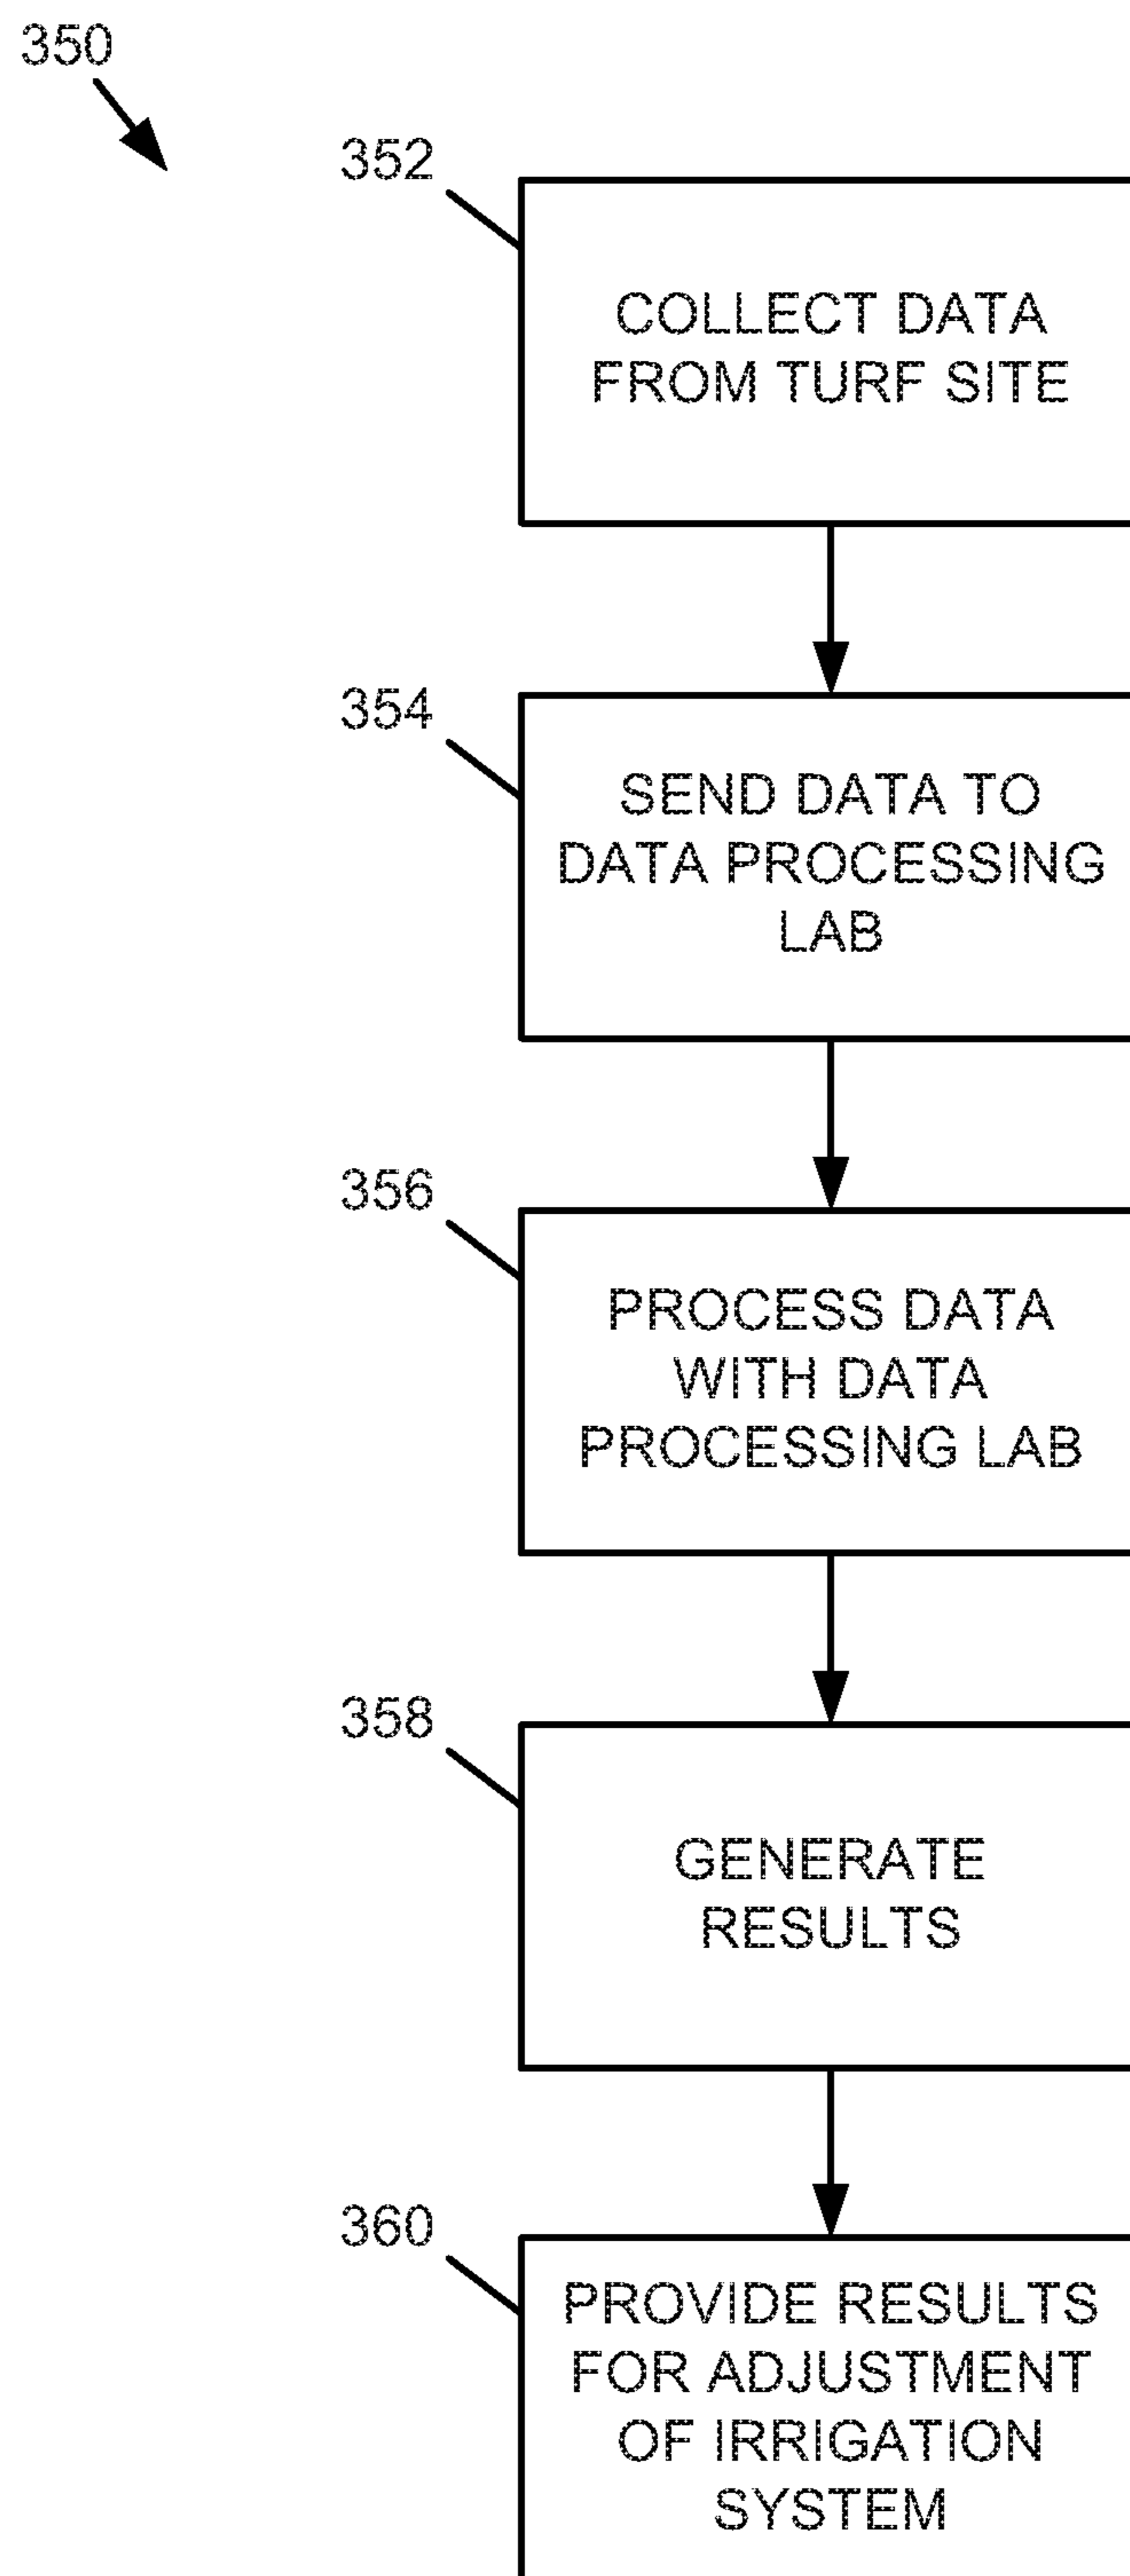 350
352
COLLECT DATA
FROM TURF SITE
354
SEND DATA TO
DATA PROCESSING
LAB
356
PROCESS DATA
WITH DATA
PROCESSING LAB
358
GENERATE
RESULTS
360
PROVIDE RESULTS
FOR ADJUSTMENT
OF IRRIGATION
SYSTEM